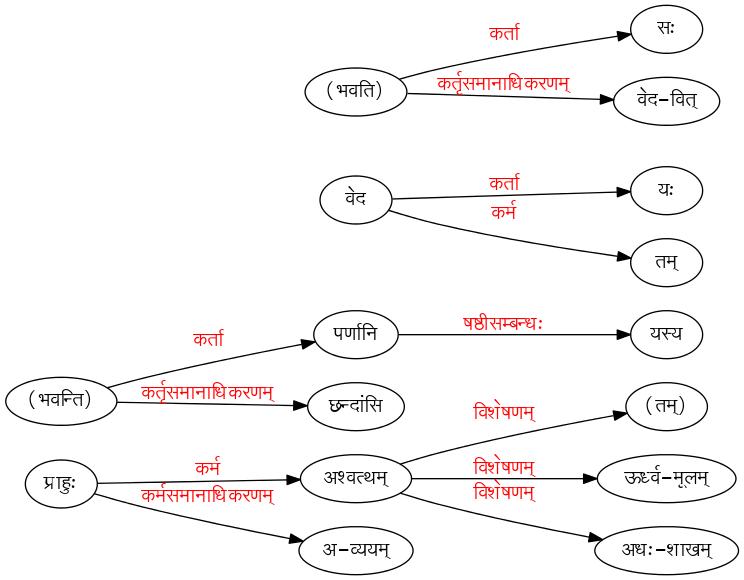 सः
कर्ता
(भवति)
कर्तृसमानाधिकरणम्
वेद-वित्
वेद
कर्ता
यः
कर्म
तम्
पर्णानि
षष्ठीसम्बन्धः
यस्य
कर्ता
(भवन्ति)
कर्तृसमानाधिकरणम्
छन्दांसि
विशेषणम्
(तम्)
प्राहुः
कर्म
अश्वत्थम्
विशेषणम्
ऊर्ध्व-मूलम्
कर्मसमानाधिकरणम्
विशेषणम्
अ-व्ययम्
अधः-शाखम्